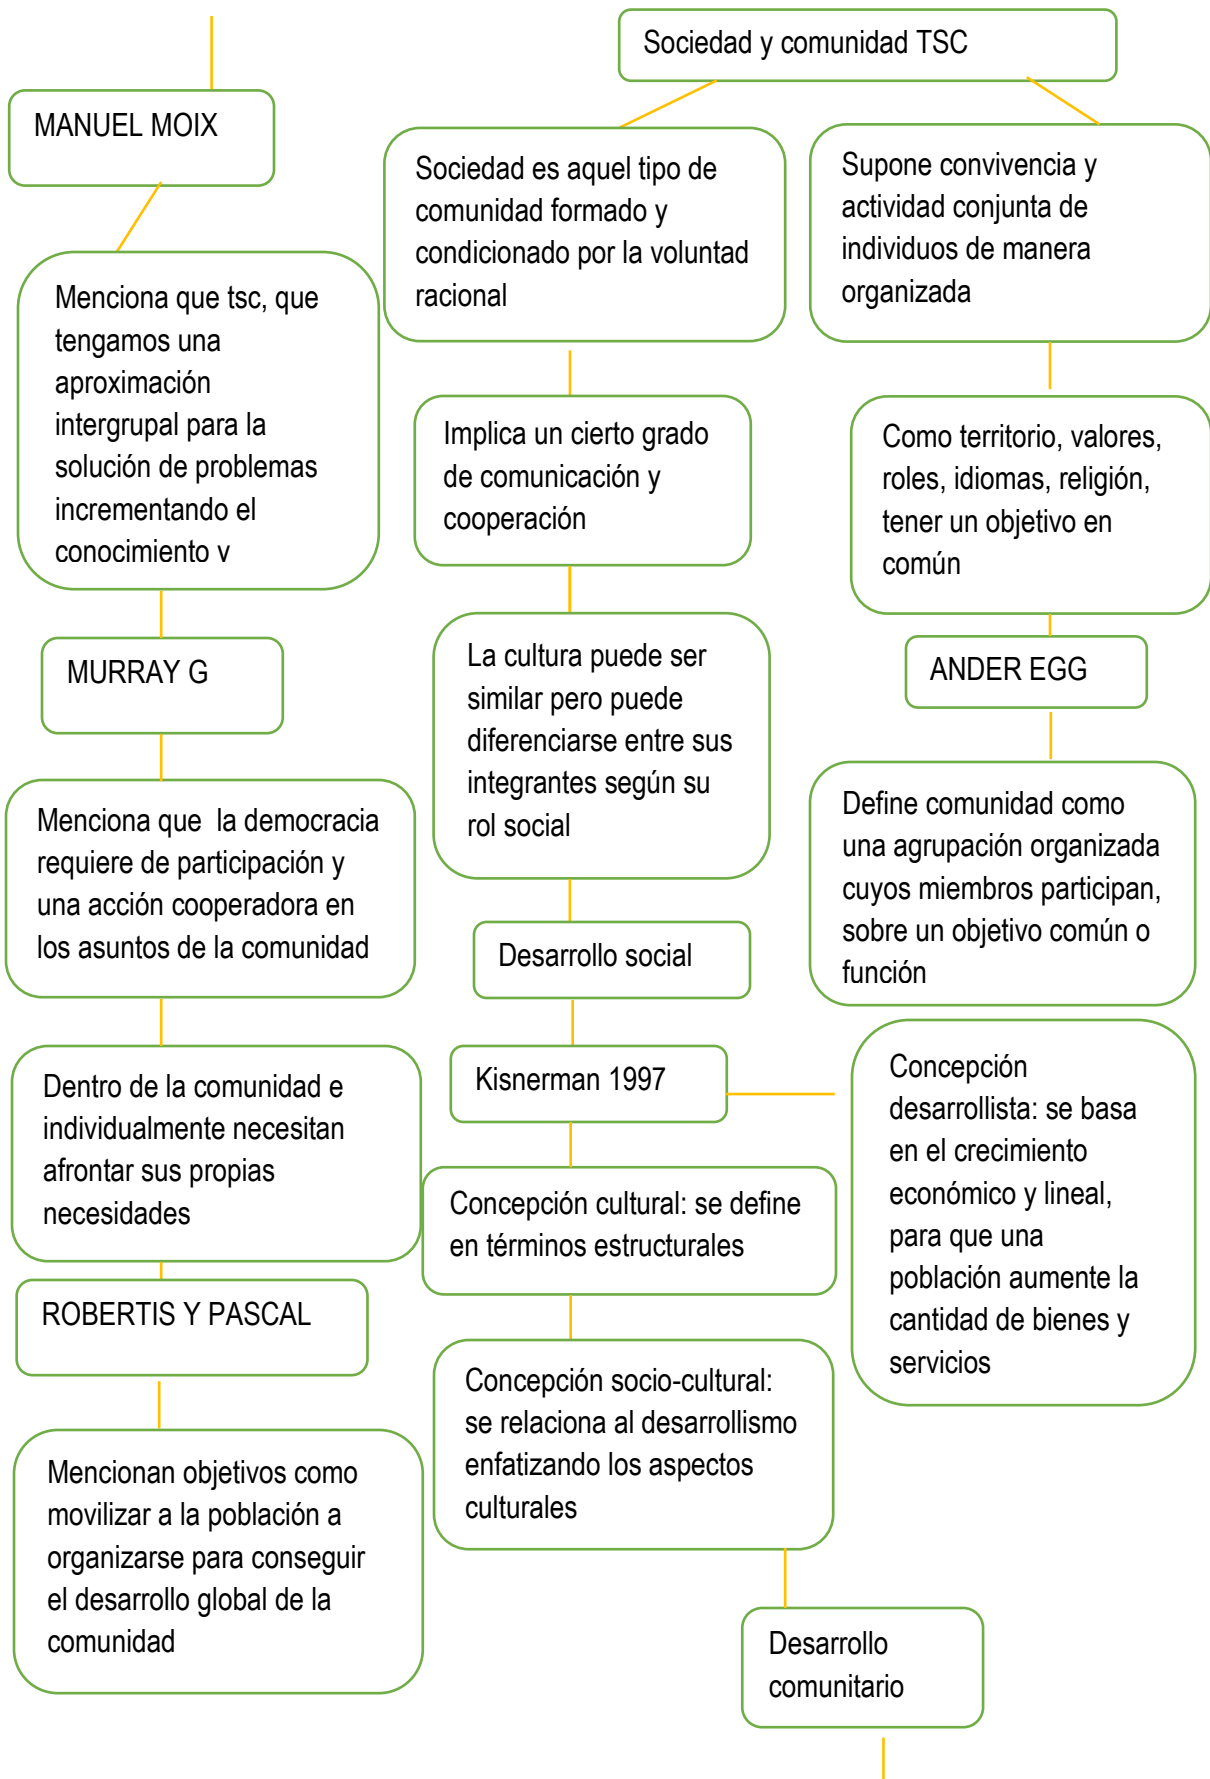 Sociedad y comunidad TSC
MANUEL MOIX
Menciona que tsc, que
tengamos una
aproximación
intergrupal para la
solución de problemas
incrementando el
conocimiento v
MURRAY G
Menciona que  la democracia
requiere de participación y
una acción cooperadora en
los asuntos de la comunidad
Dentro de la comunidad e
individualmente necesitan
afrontar sus propias
necesidades
ROBERTIS Y PASCAL
Mencionan objetivos como
movilizar a la población a
organizarse para conseguir
el desarrollo global de la
comunidad
Sociedad es aquel tipo de
comunidad formado y
condicionado por la voluntad
racional
Implica un cierto grado
de comunicación y
cooperación
La cultura puede ser
similar pero puede
diferenciarse entre sus
integrantes según su
rol social
Desarrollo social
Kisnerman 1997
Concepción cultural: se define
en términos estructurales
Concepción socio-cultural:
se relaciona al desarrollismo
enfatizando los aspectos
culturales
Desarrollo
comunitario
Supone convivencia y
actividad conjunta de
individuos de manera
organizada
Como territorio, valores,
roles, idiomas, religión,
tener un objetivo en
común
ANDER EGG
Define comunidad como
una agrupación organizada
cuyos miembros participan,
sobre un objetivo común o
función
Concepción
desarrollista: se basa
en el crecimiento
económico y lineal,
para que una
población aumente la
cantidad de bienes y
servicios